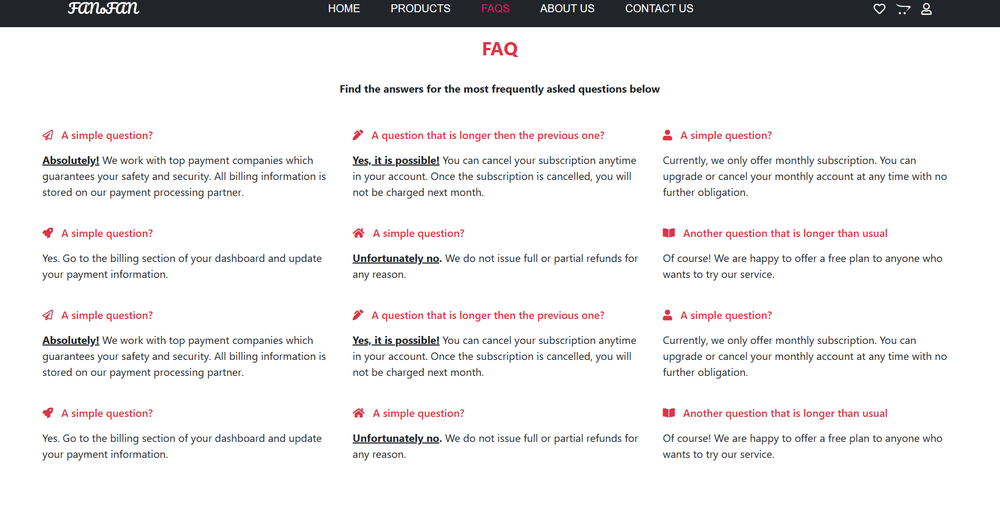 FANoFAN
HOME PRODUCTS FAQS ABOUT US CONTACT US
FAQ
Find the answers for the most frequently asked questions below
A simple question?
Absolutely! We work with top payment companies which
guarantees your safety and security. All billing information is
stored on our payment processing partner.
A question that is longer then the previous one?
Yes, it is possible! You can cancel your subscription anytime
in your account. Once the subscription is cancelled, you will
not be charged next month.
A simple question?
Currently, we only offer monthly subscription. You can
upgrade or cancel your monthly account at any time with no
further obligation.
A simple question?
Yes. Go to the billing section of your dashboard and update
your payment information.
A simple question?
Unfortunately no. We do not issue full or partial refunds for
any reason.
Another question that is longer than usual
Of course! We are happy to offer a free plan to anyone who
wants to try our service.
A simple question?
Absolutely! We work with top payment companies which
guarantees your safety and security. All billing information is
stored on our payment processing partner.
A question that is longer then the previous one?
Yes, it is possible! You can cancel your subscription anytime
in your account. Once the subscription is cancelled, you will
not be charged next month.
A simple question?
Currently, we only offer monthly subscription. You can
upgrade or cancel your monthly account at any time with no
further obligation.
A simple question?
Yes. Go to the billing section of your dashboard and update
your payment information.
A simple question?
Unfortunately no. We do not issue full or partial refunds for
any reason.
Another question that is longer than usual
Of course! We are happy to offer a free plan to anyone who
wants to try our service.